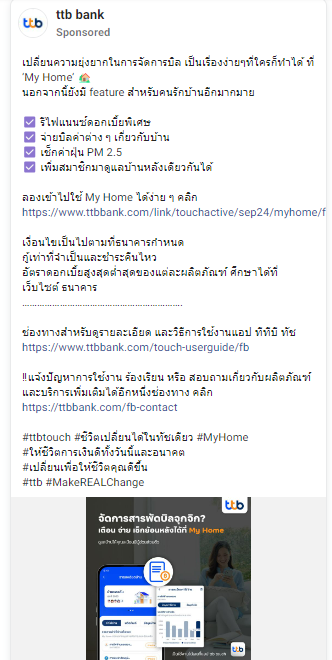 ttb bank
Sponsored
เปลี่ยนความยุ่งยากในการจัดการบิล เป็นเรื่องง่ายๆที่ใครก็ทำได้ ที่
'My Home' 🏠
นอกจากนี้ยังมี feature สำหรับคนรักบ้านอีกมากมาย
☑ รีไฟแนนซ์ดอกเบี้ยพิเศษ
☑ จ่ายบิลค่าต่าง ๆ เกี่ยวกับบ้าน
☑ เช็กค่าฝุ่น PM 2.5
☑ เพิ่มสมาชิกมาดูแลบ้านหลังเดียวกันได้
ลองเข้าไปใช้ My Home ได้ง่าย ๆ คลิก
https://www.ttbbank.com/link/touchactive/sep24/myhome/f
เงื่อนไขเป็นไปตามที่ธนาคารกำหนด
กู้เท่าที่จำเป็นและชำระคืนไหว
อัตราดอกเบี้ยสูงสุดต่ำสุดของแต่ละผลิตภัณฑ์ ศึกษาได้ที่
เว็บไซต์ ธนาคาร
......................................................
ช่องทางสำหรับดูรายละเอียด และวิธีการใช้งานแอป ทีทีบี ทัช
https://www.ttbbank.com/touch-userguide/fb
‼แจ้งปัญหาการใช้งาน ร้องเรียน หรือ สอบถามเกี่ยวกับผลิตภัณฑ์
และบริการเพิ่มเติมได้อีกหนึ่งช่องทาง คลิก
https://ttbbank.com/fb-contact
#ttbtouch #ชีวิตเปลี่ยนได้ในทัชเดียว #MyHome
#ให้ชีวิตการเงินดีทั้งวันนี้และอนาคต
#เปลี่ยนเพื่อให้ชีวิตคุณดีขึ้น
#ttb #MakeREALChange
ttb
จัดการสารพัดบิลจุกจิก?
เตือน ง่าย เช็กย้อนหลังได้ที่ My Home
ttb